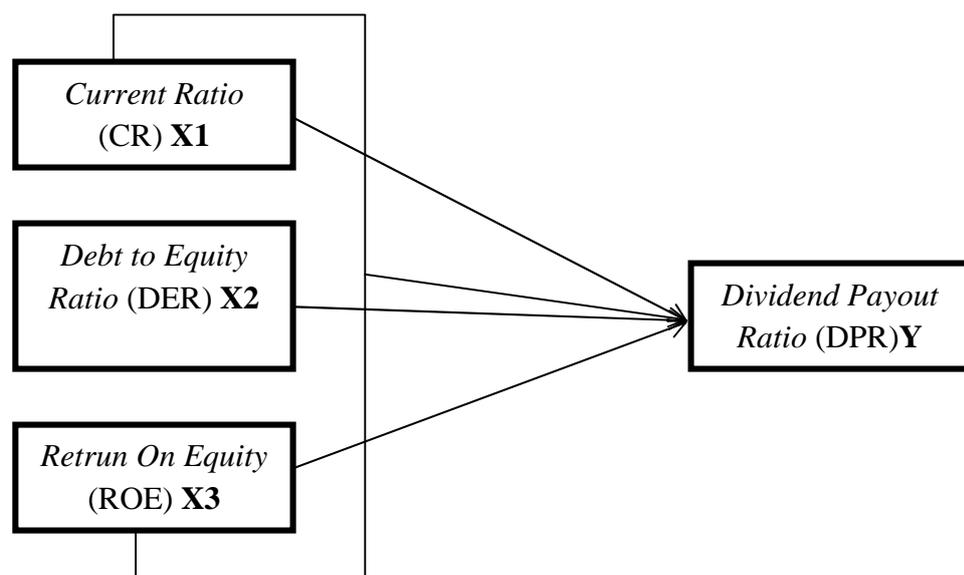 Current Ratio
(CR) X1
Debt to Equity
Ratio (DER) X2
Dividend Payout
Ratio (DPR)Y
Retrun On Equity
(ROE) X3